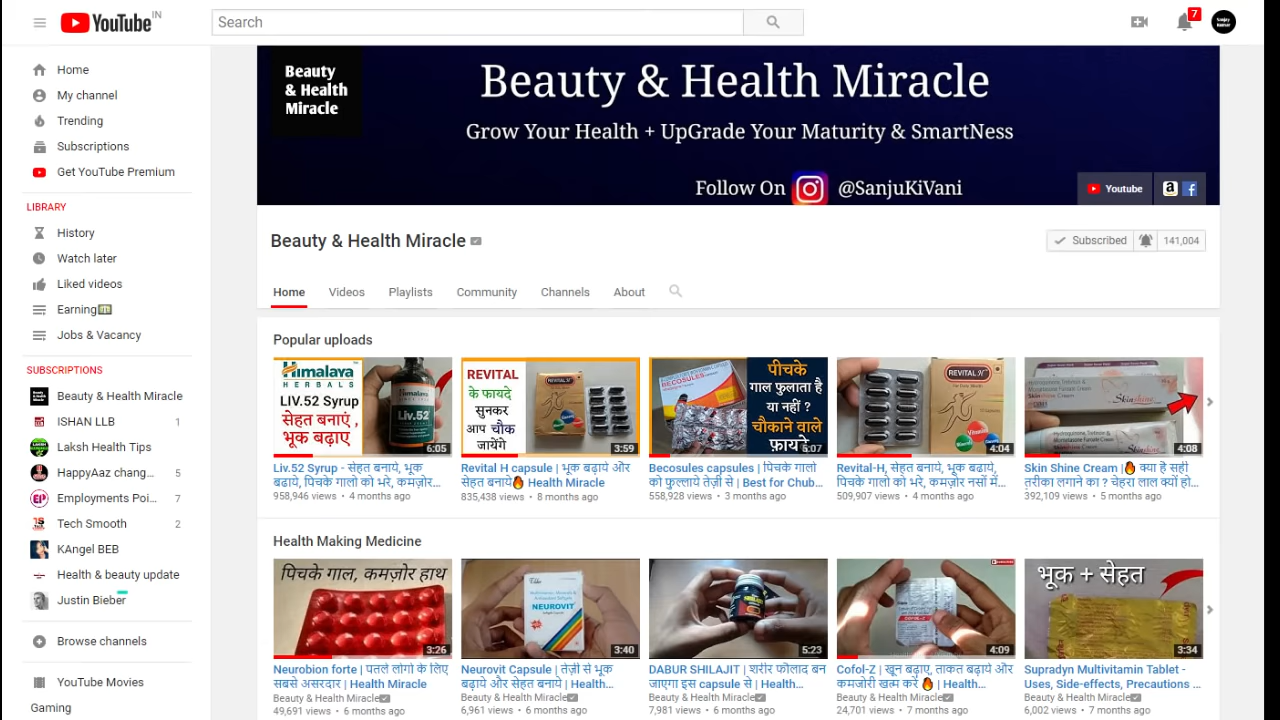 YouTube IN
Search
7
Sanjay
Kumar
Home
My channel
Trending
Subscriptions
Get YouTube Premium
LIBRARY
History
Watch later
Liked videos
Earning💵
Jobs & Vacancy
SUBSCRIPTIONS
Beauty & Health Miracle
ISHAN LLB 1
Laksh Health Tips
HappyAaz chang... 5
Employments Poi... 7
Tech Smooth 2
KAngel BEB
Health & beauty update
Justin Bieber
Browse channels
YouTube Movies
Gaming
Beauty
& Health
Miracle
Beauty & Health Miracle
Grow Your Health + UpGrade Your Maturity & SmartNess
Follow On @SanjuKiVani
Youtube
Beauty & Health Miracle
Subscribed 141,004
Home Videos Playlists Community Channels About
Popular uploads
Himalaya
HERBALS
LIV.52 Syrup
सेहत बनाएं ,
भूक बढ़ाए
Himalaya
Liv.52
6:05
Liv.52 Syrup - सेहत बनाये, भूक
बढाये, पिचके गालो को भरे, कमज़ोर...
958,946 views • 4 months ago
REVITAL
के फायदे
सुनकर
आप चौक
जायेंगे
REVITAL H
3:59
Revital H capsule | भूक बढ़ाये और
सेहत बनाये🔥 Health Miracle
835,438 views • 8 months ago
BECOSULES
पीचके
गाल फुलाता है
या नहीं ?
चौकाने वाले
फ़ायदे
5:07
Becosules capsules | पिचके गालो
को फुल्लाये तेज़ी से | Best for Chub...
558,928 views • 3 months ago
REVITAL H
4:04
Revital-H, सेहत बनाये, भूक बढ़ाये,
पिचके गालो को भरे, कमज़ोर नसों में...
509,907 views • 4 months ago
Skinshine
4:08
Skin Shine Cream |🔥 क्या है सही
तरीका लगाने का ? चेहरा लाल क्यों हो...
392,109 views • 5 months ago
Health Making Medicine
पिचके गाल, कमज़ोर हाथ
3:26
Neurobion forte | पतले लोगो के लिए
सबसे असरदार | Health Miracle
Beauty & Health Miracle
49,691 views • 6 months ago
NEUROVIT
3:40
Neurovit Capsule | तेज़ी से भूक
बढ़ाये और सेहत बनाये | Health...
Beauty & Health Miracle
6,961 views • 6 months ago
5:23
DABUR SHILAJIT | शरीर फौलाद बन
जाएगा इस capsule से | Health...
Beauty & Health Miracle
7,981 views • 6 months ago
4:09
Cofol-Z | खून बढ़ाए, ताकत बढ़ाये और
कमजोरी खत्म करे 🔥 | Health...
Beauty & Health Miracle
24,701 views • 7 months ago
भूक + सेहत
3:34
Supradyn Multivitamin Tablet -
Uses, Side-effects, Precautions ...
Beauty & Health Miracle
6,002 views • 7 months ago